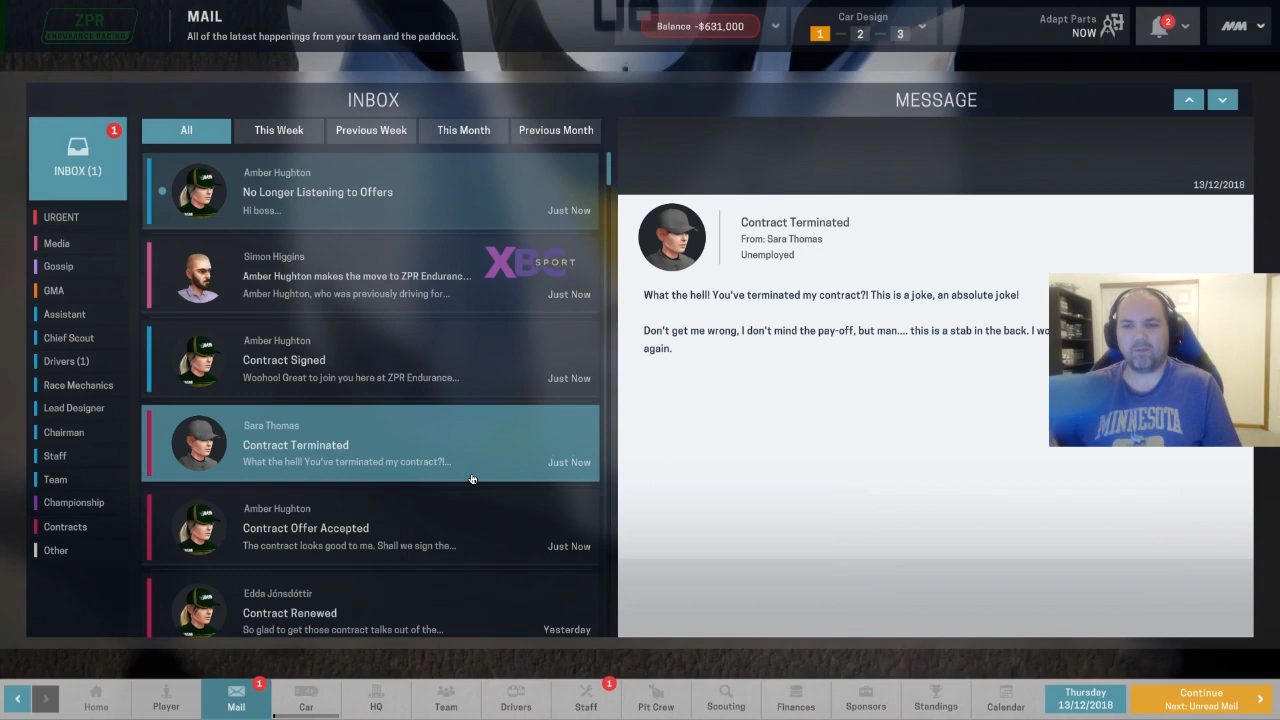 ZPR
ENDURANCE RACING
MAIL
All of the latest happenings from your team and the paddock.
Balance -$631,000
Car Design
1 2 3
Adapt Parts
NOW
2
INBOX
MESSAGE
1
INBOX (1)
All
This Week
Previous Week
This Month
Previous Month
URGENT
Media
Gossip
GMA
Assistant
Chief Scout
Drivers (1)
Race Mechanics
Lead Designer
Chairman
Staff
Team
Championship
Contracts
Other
Amber Hughton
No Longer Listening to Offers
Hi boss...
Just Now
Simon Higgins
Amber Hughton makes the move to ZPR Enduranc...
Amber Hughton, who was previously driving for...
Just Now
XBC SPORT
Amber Hughton
Contract Signed
Woohoo! Great to join you here at ZPR Endurance...
Just Now
Sara Thomas
Contract Terminated
What the hell! You've terminated my contract?!...
Just Now
Amber Hughton
Contract Offer Accepted
The contract looks good to me. Shall we sign the...
Just Now
Edda Jónsdóttir
Contract Renewed
So glad to get those contract talks out of the...
Yesterday
13/12/2018
Contract Terminated
From: Sara Thomas
Unemployed
What the hell! You've terminated my contract?! This is a joke, an absolute joke!
Don't get me wrong, I don't mind the pay-off, but man.... this is a stab in the back. I wo
again.
MINNESOTA
Home
Player
1
Mail
Car
HQ
Team
Drivers
1
Staff
Pit Crew
Scouting
Finances
Sponsors
Standings
Calendar
Thursday
13/12/2018
Continue
Next: Unread Mail